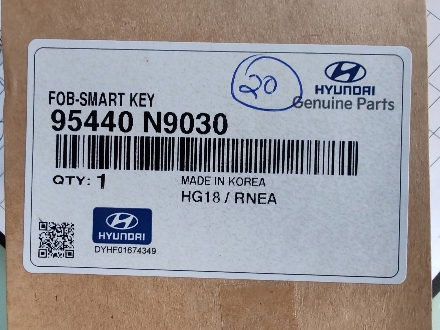 20
HYUNDAI
Genuine Parts
FOB-SMART KEY
95440 N9030
QTY: 1
MADE IN KOREA
HG18 / RNEA
HYUNDAI
DYHF01674349